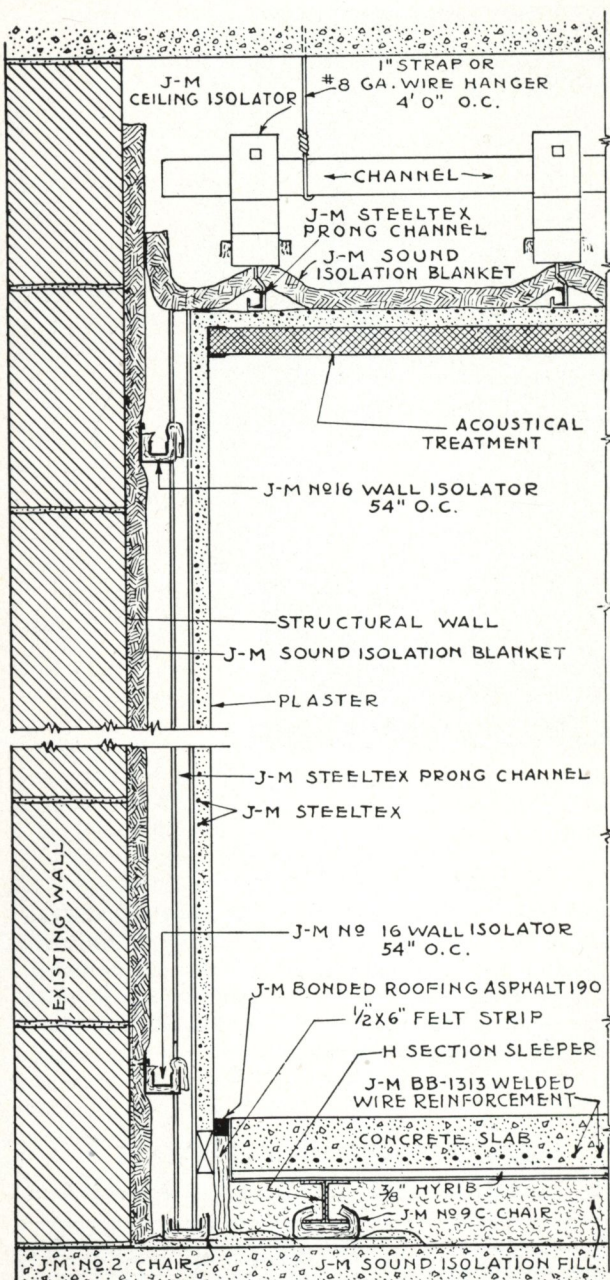 J-M
CEILING ISOLATOR
1" STRAP OR
#8 GA. WIRE HANGER
4' 0" O.C.
CHANNEL
J-M STEELTEX
PRONG CHANNEL
J-M SOUND
ISOLATION BLANKET
ACOUSTICAL
TREATMENT
J-M Nº16 WALL ISOLATOR
54" O.C.
STRUCTURAL WALL
J-M SOUND ISOLATION BLANKET
PLASTER
J-M STEELTEX PRONG CHANNEL
J-M STEELTEX
EXISTING WALL
J-M Nº 16 WALL ISOLATOR
54" O.C.
J-M BONDED ROOFING ASPHALT 190
½"X6" FELT STRIP
H SECTION SLEEPER
J-M BB-1313 WELDED
WIRE REINFORCEMENT
CONCRETE SLAB
3/8" HYRIB
J-M Nº9C CHAIR
J-M Nº 2 CHAIR
J-M SOUND ISOLATION FILL